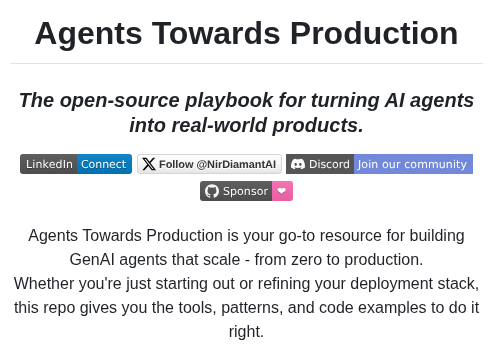 Agents Towards Production
The open-source playbook for turning AI agents
into real-world products.
LinkedIn Connect Follow @NirDiamantAI Discord Join our community
Sponsor
Agents Towards Production is your go-to resource for building
GenAI agents that scale - from zero to production.
Whether you're just starting out or refining your deployment stack,
this repo gives you the tools, patterns, and code examples to do it
right.